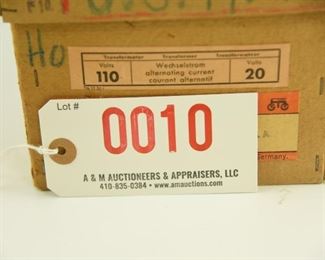 HO
Transformator Transformer Transformateur
Volts 110
Wechselstrom
alternating current
courant alternatif
Volts 20
Lot #
0010
A & M AUCTIONEERS & APPRAISERS, LLC
410-835-0384 • www.amauctions.com
Germany.